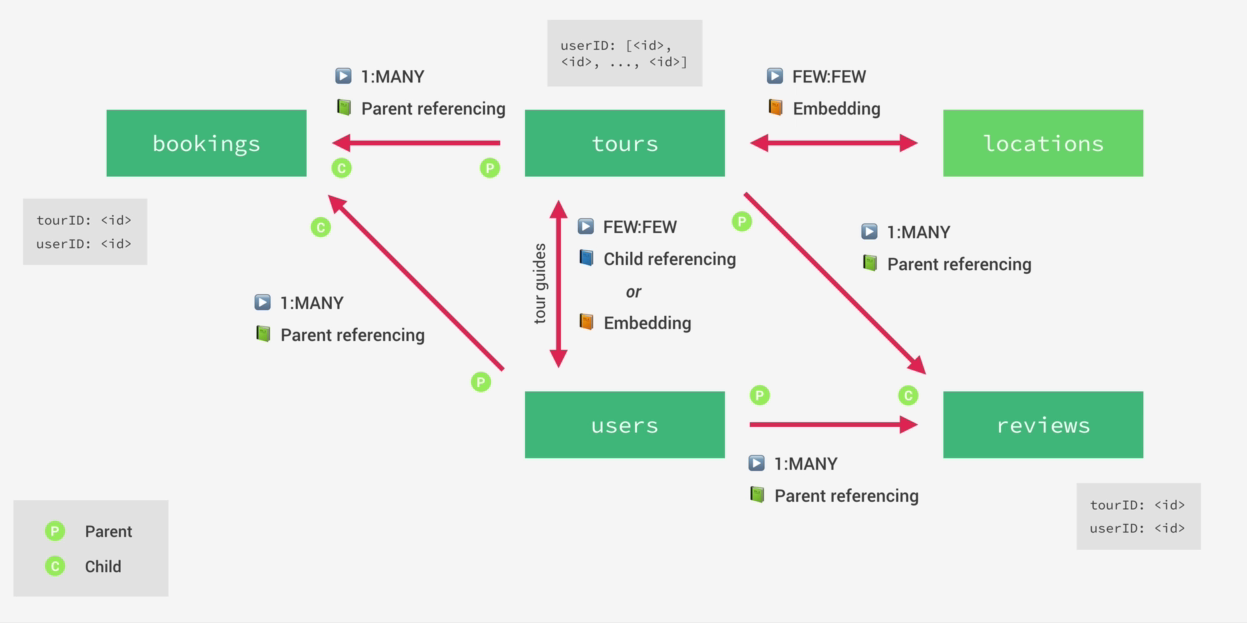 userID: [<id>,
<id>, ..., <id>]
1:MANY
Parent referencing
FEW:FEW
Embedding
bookings
tours
locations
C
P
tourID: <id>
userID: <id>
C
tour guides
FEW:FEW
Child referencing
or
Embedding
P
1:MANY
Parent referencing
1:MANY
Parent referencing
P
P
C
users
reviews
1:MANY
Parent referencing
tourID: <id>
userID: <id>
P Parent
C Child